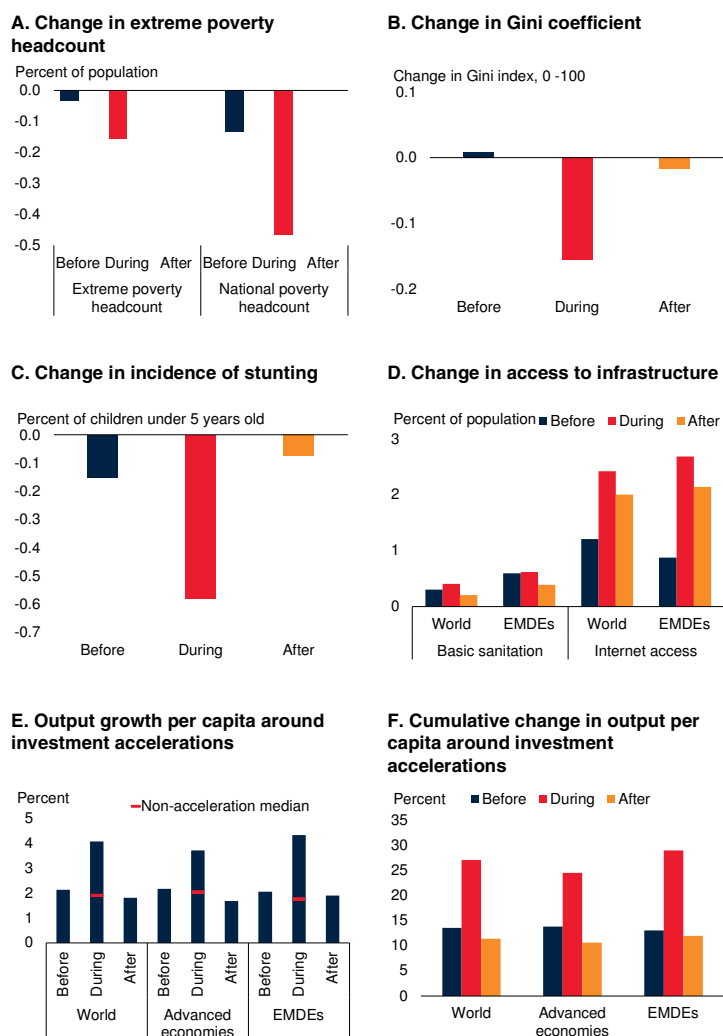 A. Change in extreme poverty
headcount
Percent of population
0.0
-0.1
-0.2
-0.3
-0.4
-0.5
Before During After Before During After
Extreme poverty National poverty
headcount headcount
B. Change in Gini coefficient
Change in Gini index, 0 -100
0.1
0.0
-0.1
-0.2
Before During After
C. Change in incidence of stunting
Percent of children under 5 years old
0.0
-0.1
-0.2
-0.3
-0.4
-0.5
-0.6
-0.7
Before During After
D. Change in access to infrastructure
Percent of population Before During After
3
2
1
0
World EMDEs World EMDEs
Basic sanitation Internet access
E. Output growth per capita around
investment accelerations
Percent
Non-acceleration median
5
4
3
2
1
0
Before During After Before During After Before During After
World Advanced EMDEs
economies
F. Cumulative change in output per
capita around investment
accelerations
Percent Before During After
35
30
25
20
15
10
5
0
World Advanced EMDEs
economies